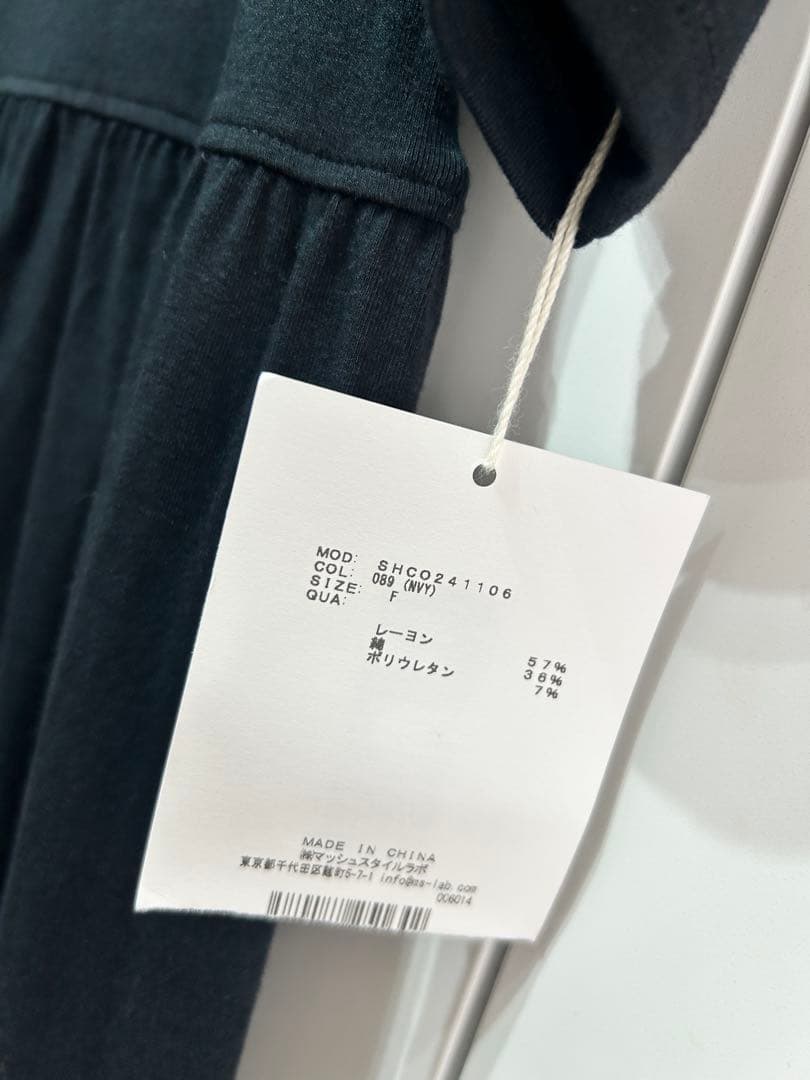 MOD: SHCO241106
COL: 089 (NVY)
SIZE: F
QUA:
レーヨン 57%
綿 36%
ポリウレタン 7%
MADE IN CHINA
㈱マッシュスタイルラボ
東京都千代田区麹町5-7-1 info@ms-lab.com
006014